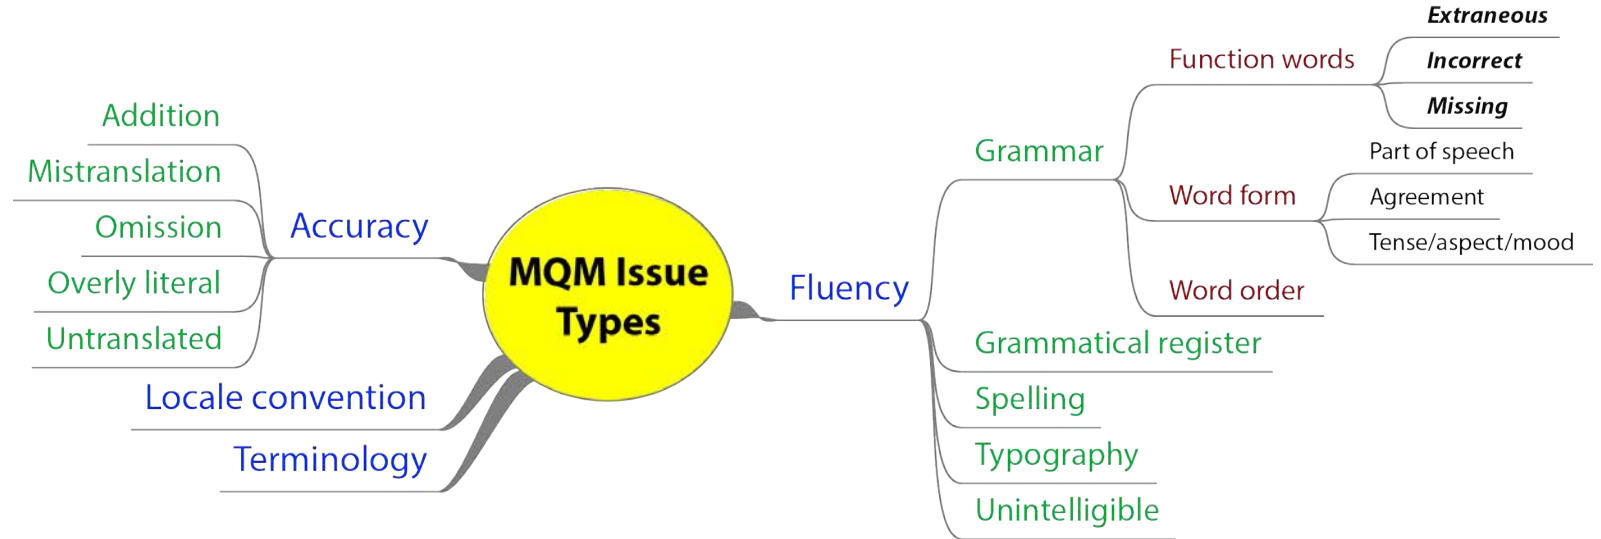 MQM Issue
Types
Accuracy
Addition
Mistranslation
Omission
Overly literal
Untranslated
Locale convention
Terminology
Fluency
Grammar
Function words
Extraneous
Incorrect
Missing
Word form
Part of speech
Agreement
Tense/aspect/mood
Word order
Grammatical register
Spelling
Typography
Unintelligible